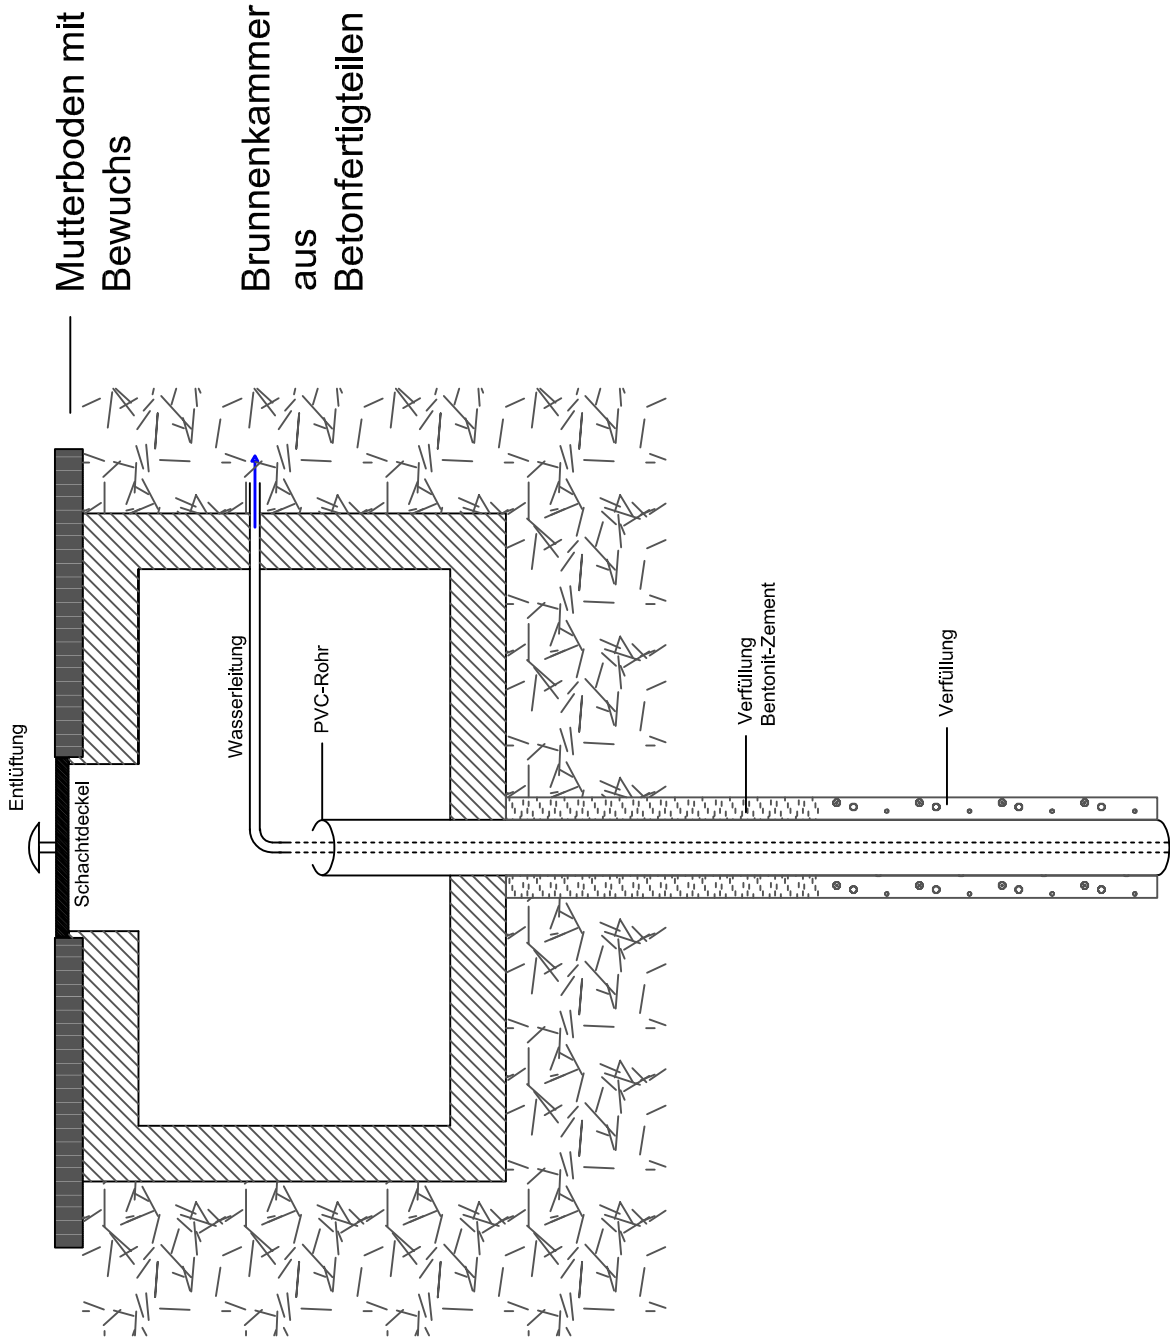 Mutterboden mit
Bewuchs
Brunnenkammer
aus
Betonfertigteilen
Entlüftung
Schachtdeckel
Wasserleitung
PVC-Rohr
Verfüllung
Bentonit-Zement
Verfüllung